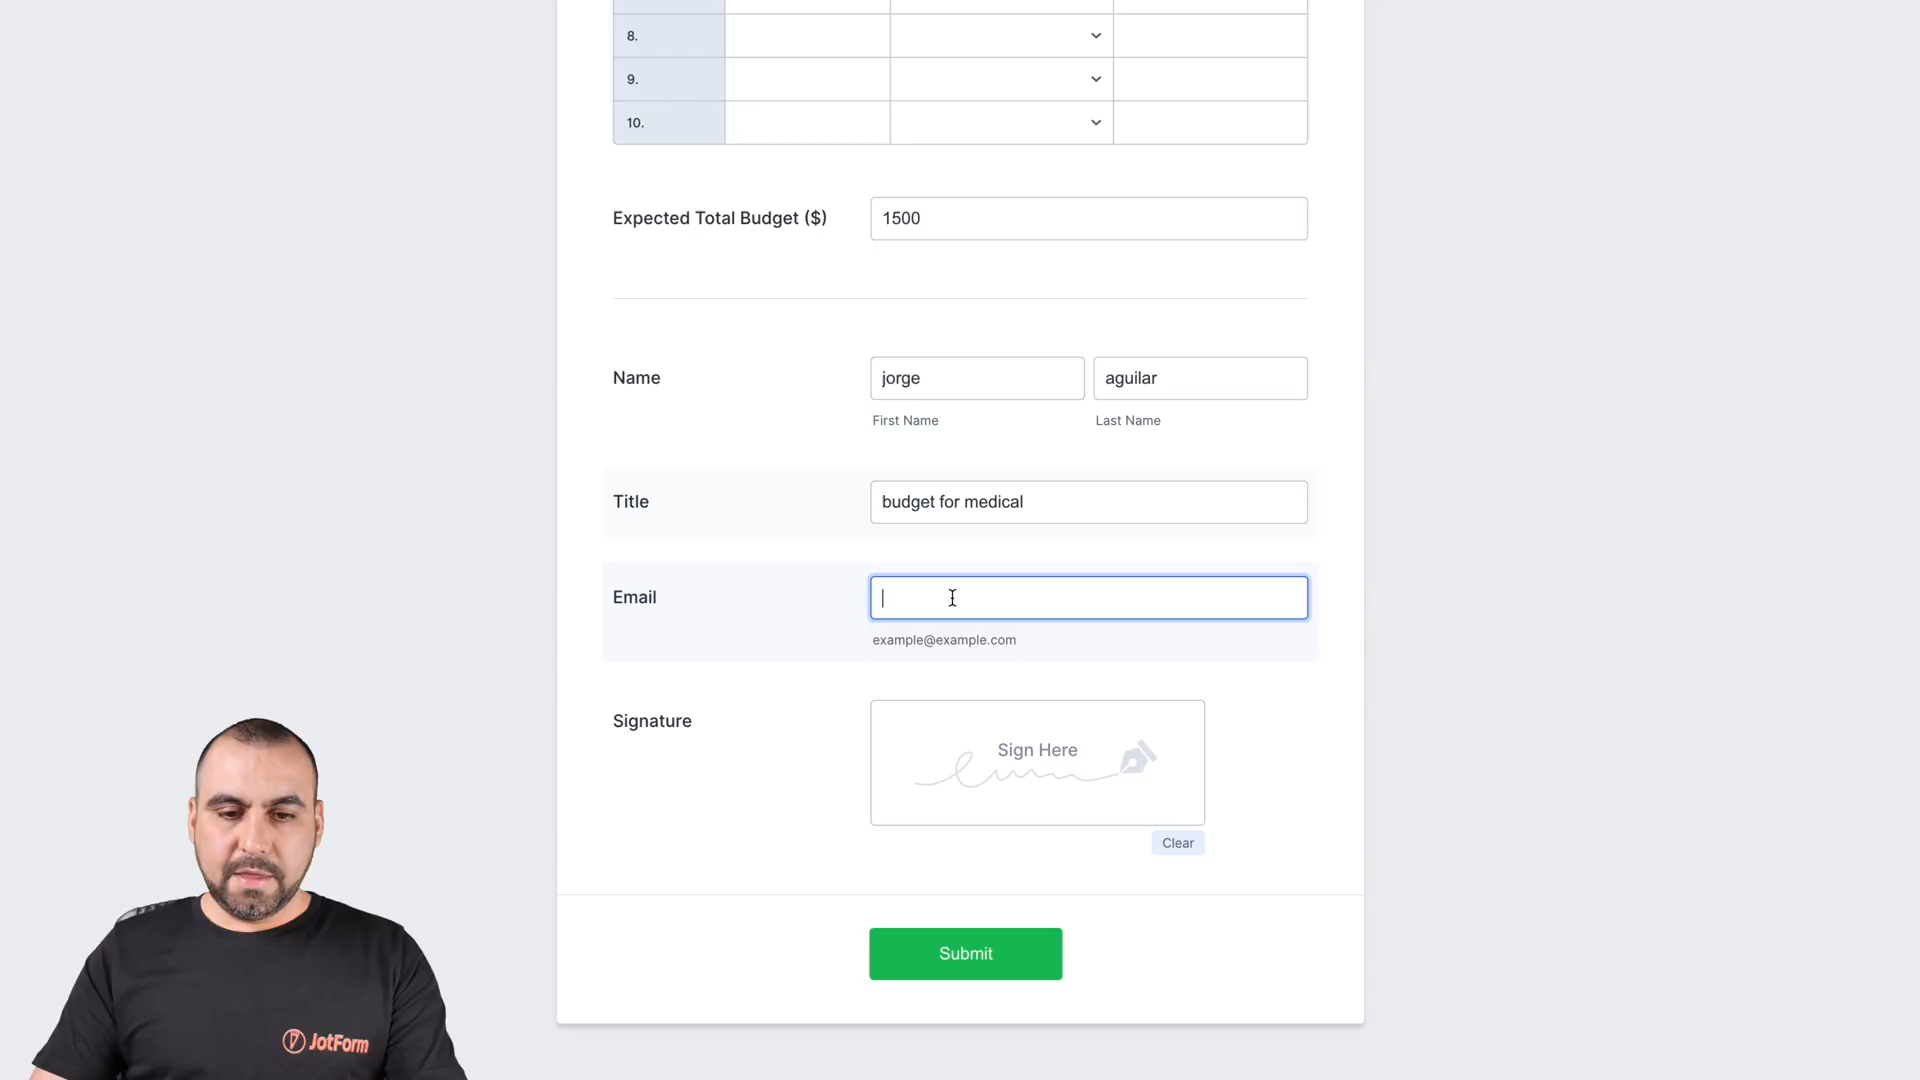 8.
9.
10.
Expected Total Budget ($) 1500
Name jorge aguilar
First Name Last Name
Title budget for medical
Email
example@example.com
Signature
Sign Here
Clear
Submit
JotForm